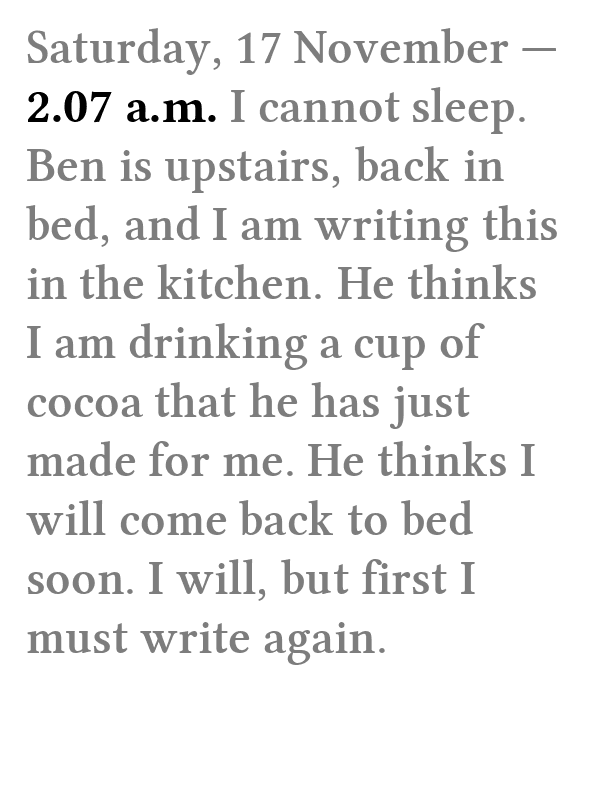 Saturday, 17 November —
2.07 a.m. I cannot sleep.
Ben is upstairs, back in
bed, and I am writing this
in the kitchen. He thinks
I am drinking a cup of
cocoa that he has just
made for me. He thinks I
will come back to bed
soon. I will, but first I
must write again.